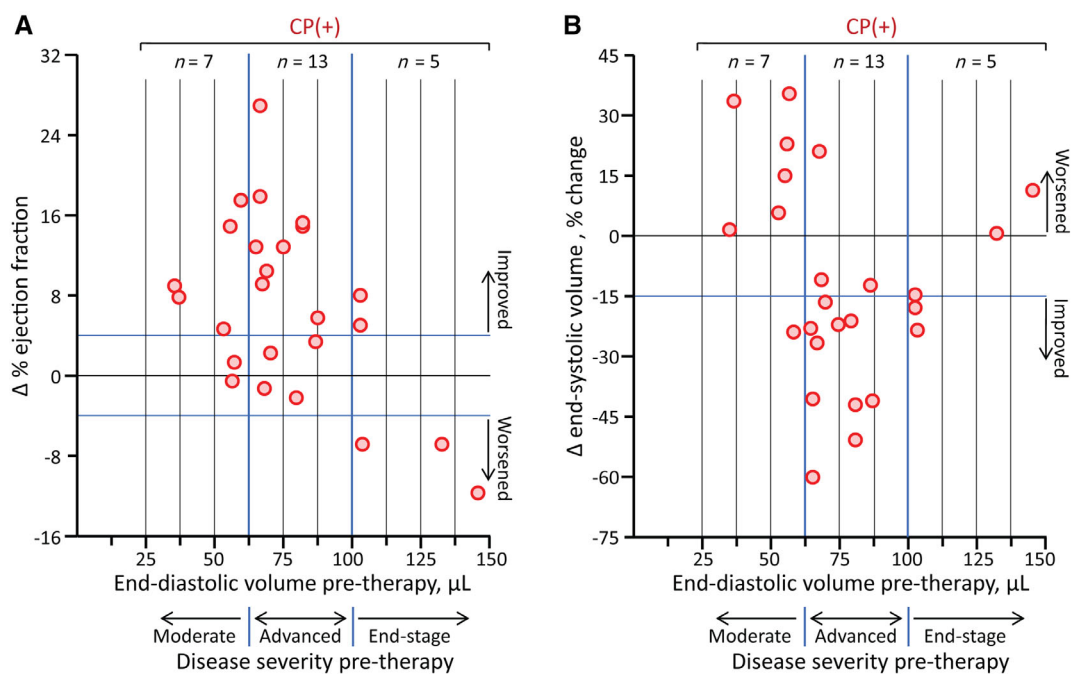 A
CP(+)
n = 7
n = 13
n = 5
32
24
16
8
0
-8
-16
Δ % ejection fraction
Improved
Worsened
25
50
75
100
125
150
End-diastolic volume pre-therapy, µL
Moderate
Advanced
End-stage
Disease severity pre-therapy
B
CP(+)
n = 7
n = 13
n = 5
45
30
15
0
-15
-30
-45
-60
-75
Δ end-systolic volume , % change
Worsened
Improved
25
50
75
100
125
150
End-diastolic volume pre-therapy, µL
Moderate
Advanced
End-stage
Disease severity pre-therapy